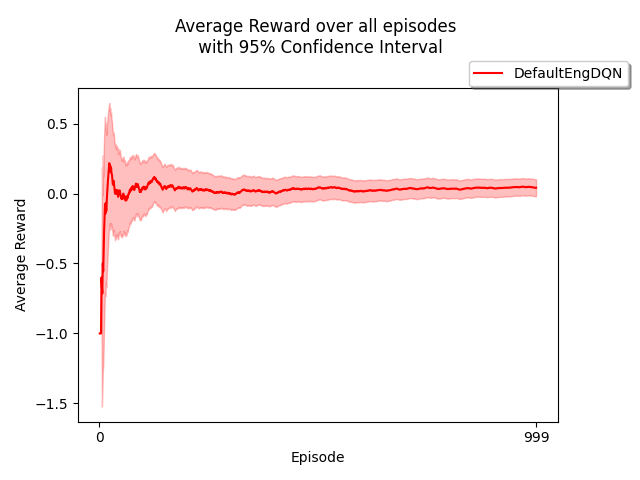 Average Reward over all episodes
with 95% Confidence Interval
DefaultEngDQN
Average Reward
0.5
0.0
−0.5
−1.0
−1.5
0
999
Episode